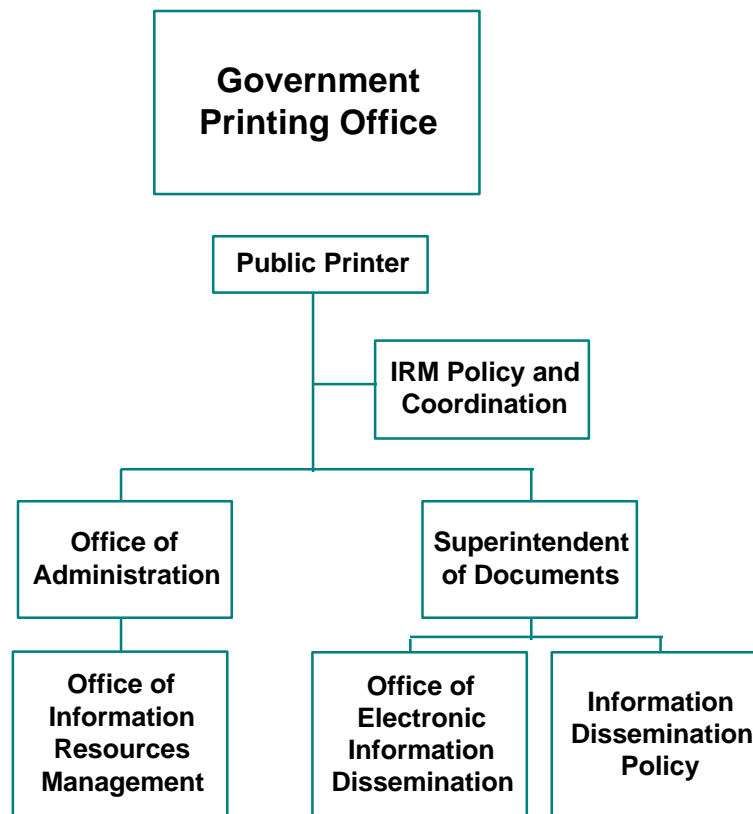 Government
Printing Office
Public Printer
IRM Policy and
Coordination
Office of
Administration
Superintendent
of Documents
Office of
Information
Resources
Management
Office of
Electronic
Information
Dissemination
Information
Dissemination
Policy